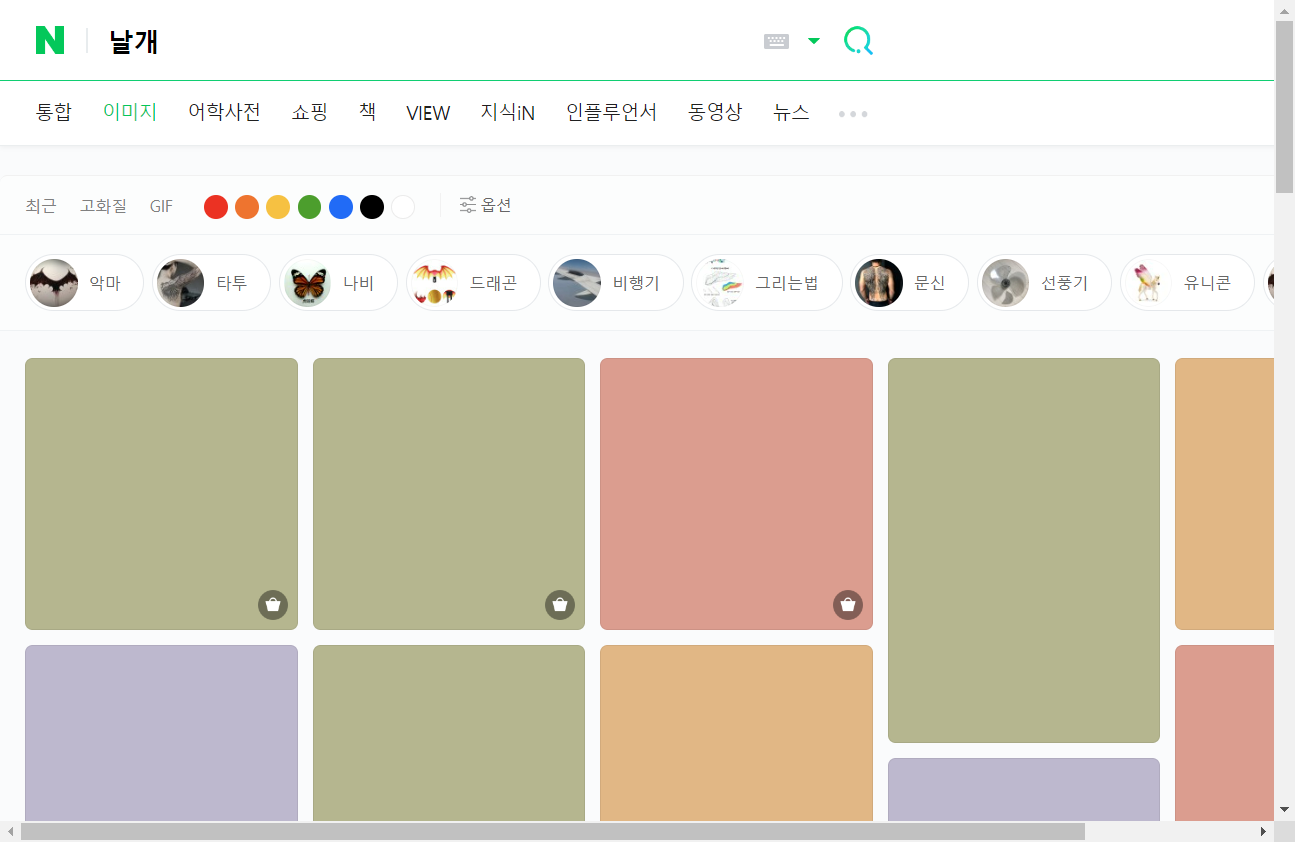 N 날개
통합 이미지 어학사전 쇼핑 책 VIEW 지식iN 인플루언서 동영상 뉴스
최근 고화질 GIF 옵션
악마 타투 나비 드래곤 비행기 그리는법 문신 선풍기 유니콘